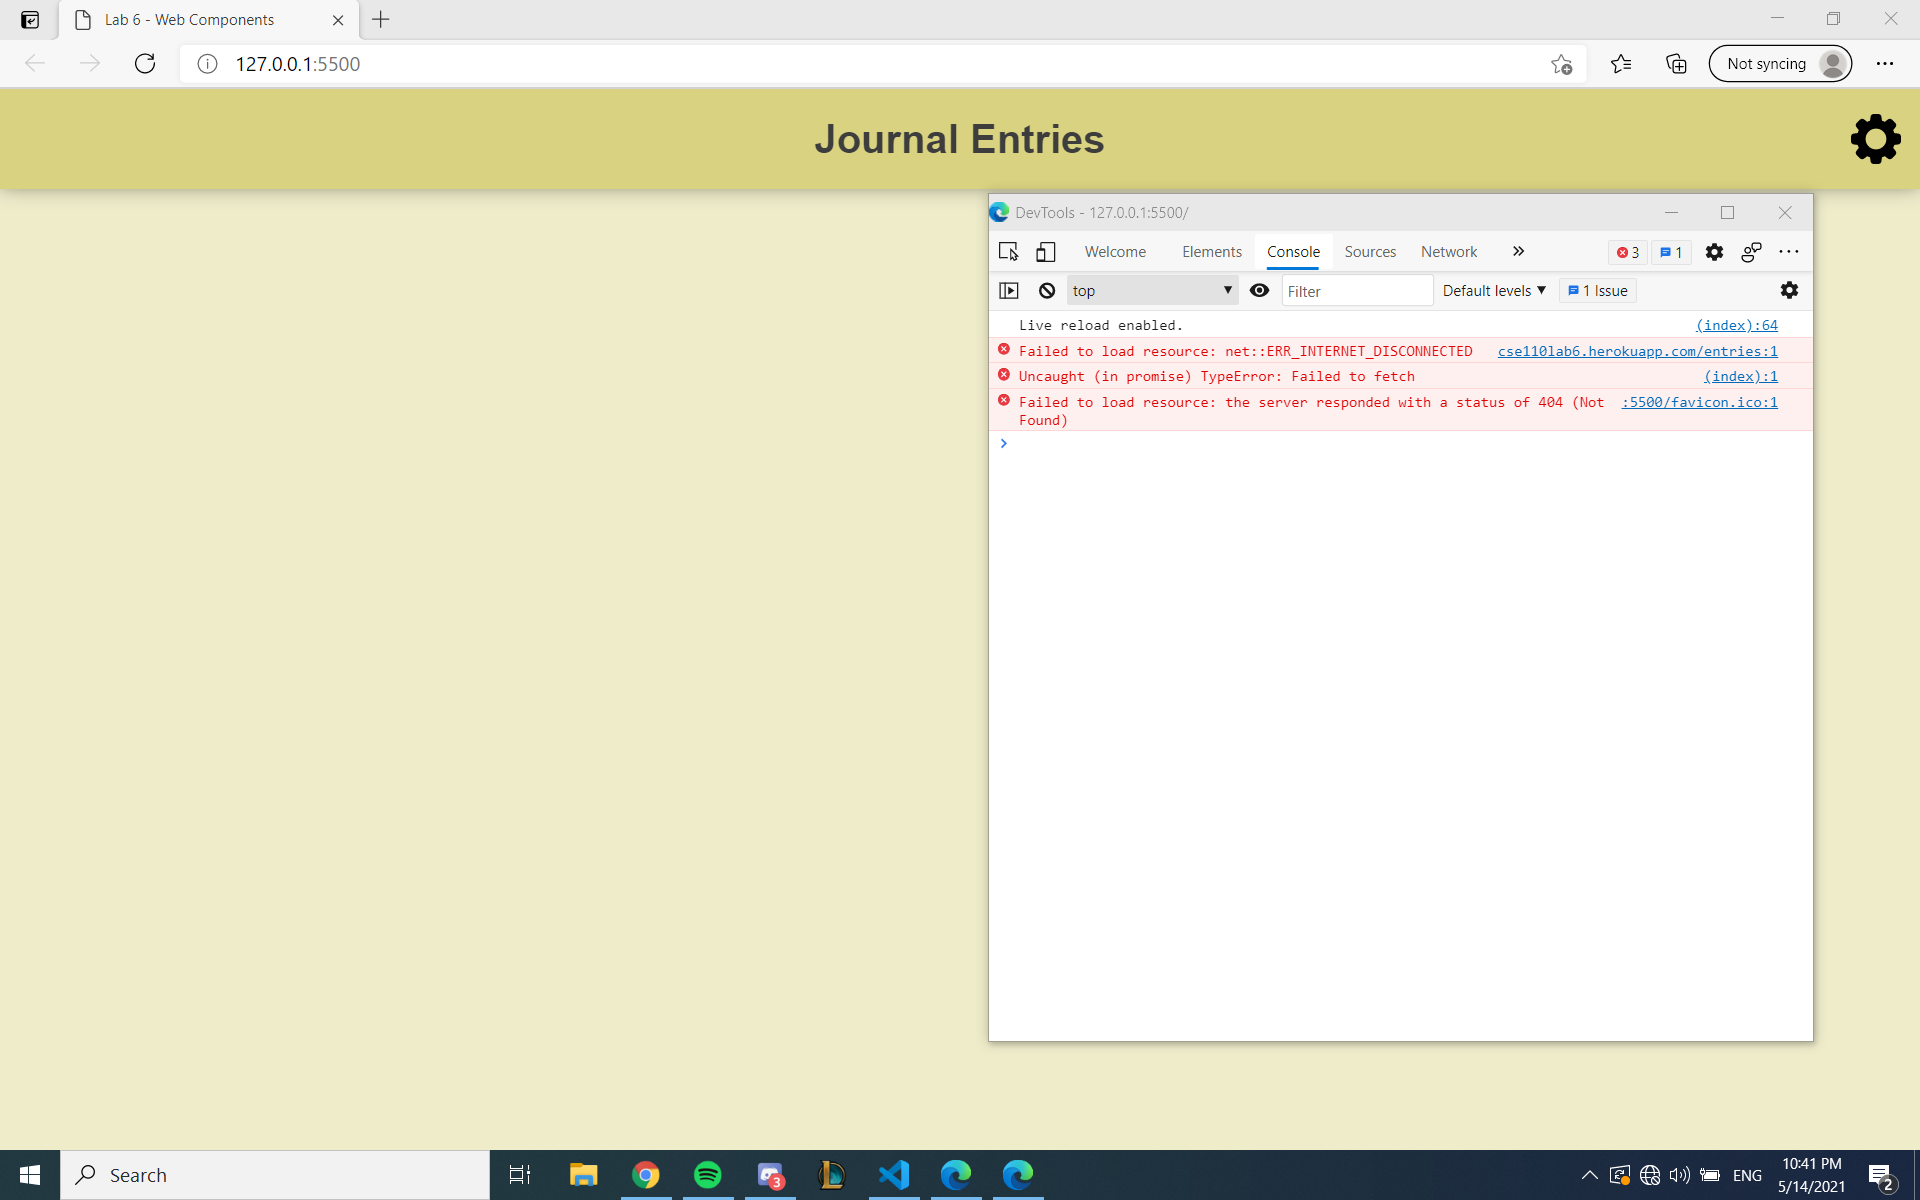 Lab 6 - Web Components
127.0.0.1:5500
Not syncing
Journal Entries
DevTools - 127.0.0.1:5500/
Welcome Elements Console Sources Network 3 1
top Filter Default levels 1 Issue
Live reload enabled. (index):64
Failed to load resource: net::ERR_INTERNET_DISCONNECTED cse110lab6.herokuapp.com/entries:1
Uncaught (in promise) TypeError: Failed to fetch (index):1
Failed to load resource: the server responded with a status of 404 (Not :5500/favicon.ico:1
Found)
Search
3
ENG
10:41 PM
5/14/2021
2